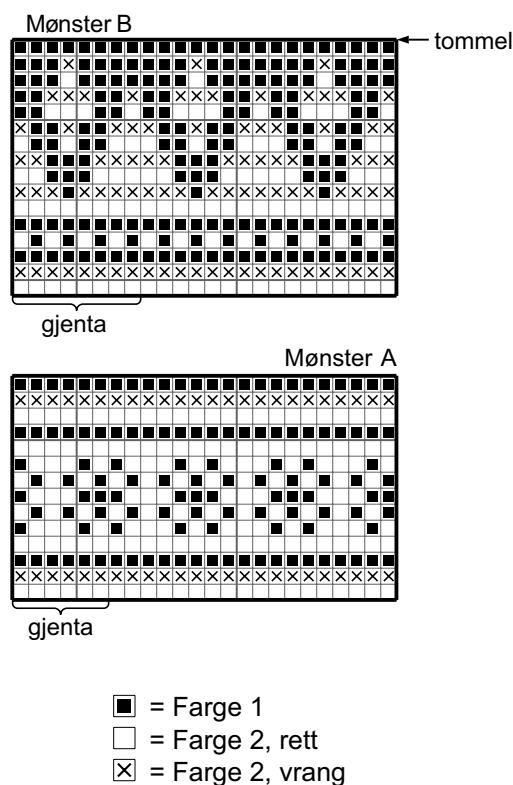 Mønster B
tommel
gjenta
Mønster A
gjenta
= Farge 1
= Farge 2, rett
= Farge 2, vrang